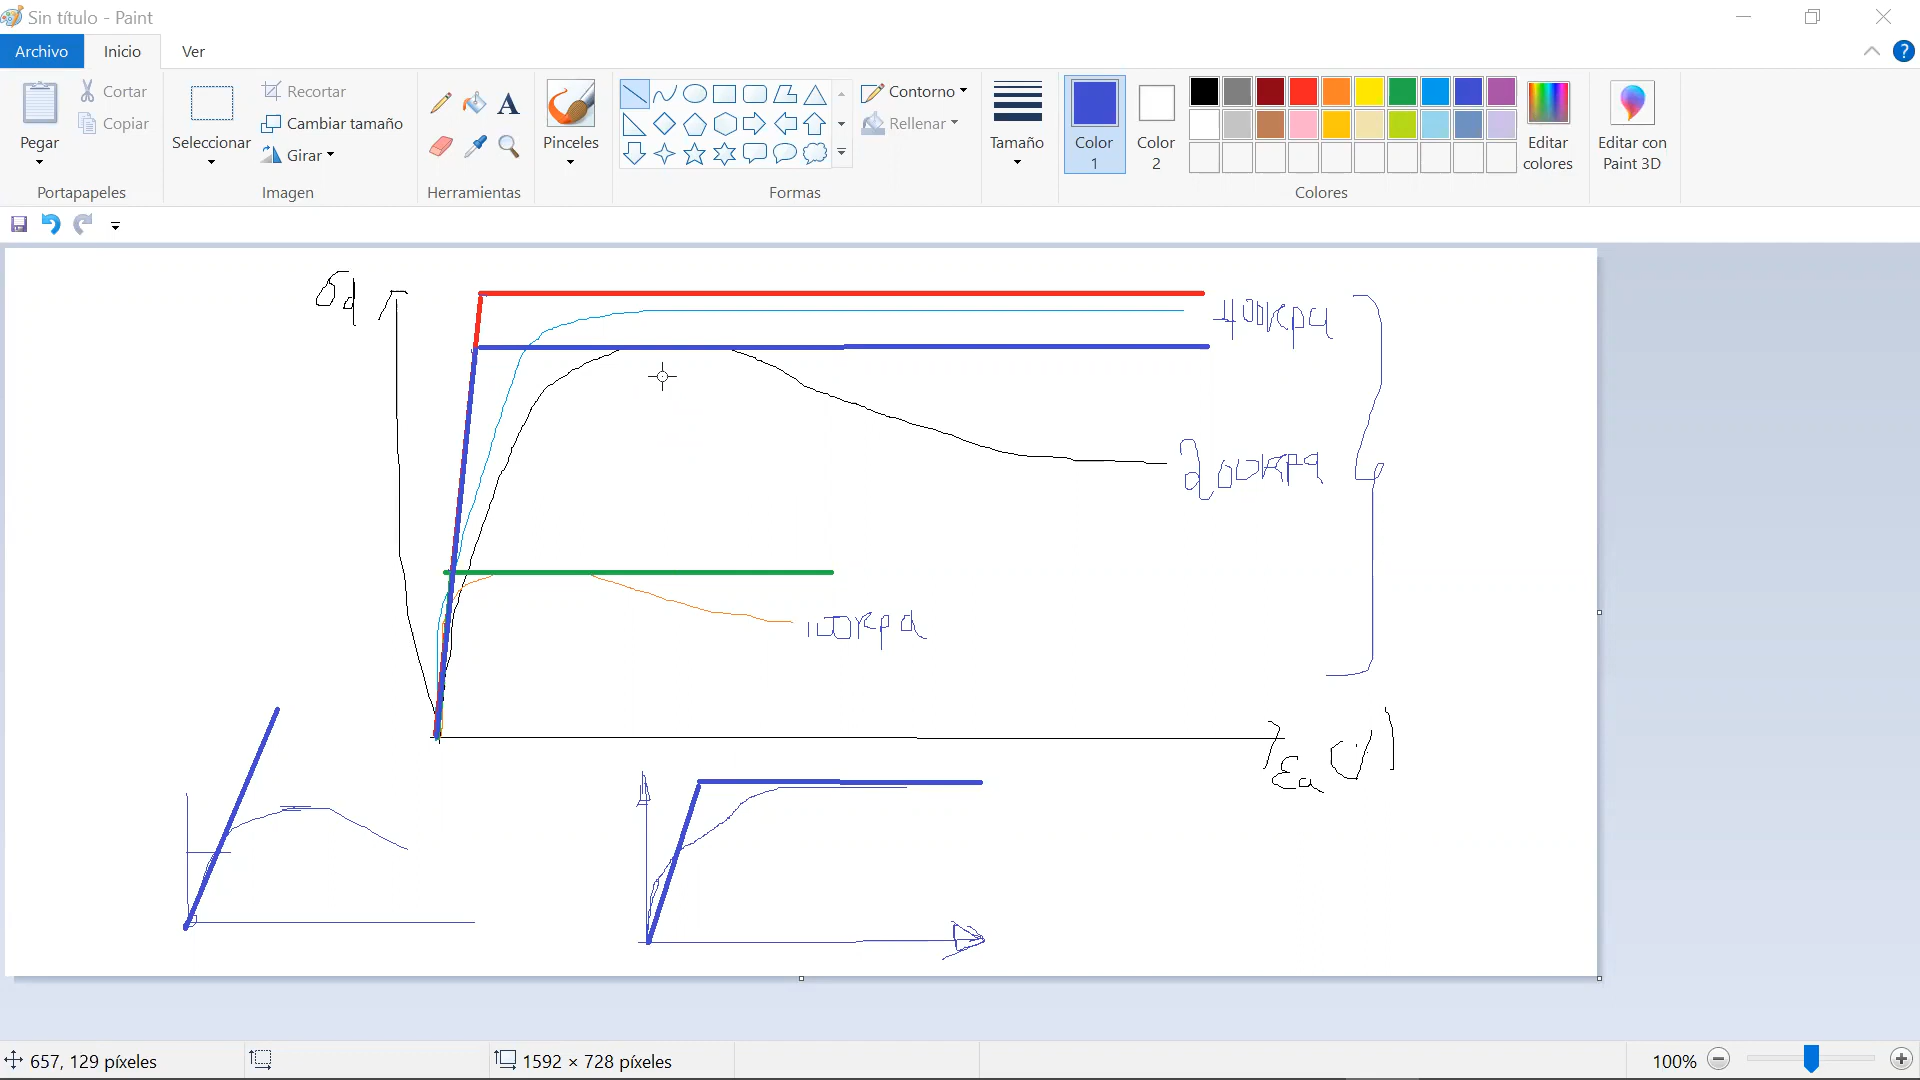 Sin título - Paint
Archivo Inicio Ver
Pegar
Cortar
Copiar
Portapapeles
Seleccionar
Recortar
Cambiar tamaño
Girar
Imagen
A
Herramientas
Pinceles
Contorno
Rellenar
Formas
Tamaño
Color 1
Color 2
Editar colores
Editar con Paint 3D
Colores
?
σd
400kpa
200kpa
100kpa
εa
657, 129 píxeles
1592 × 728 píxeles
100%